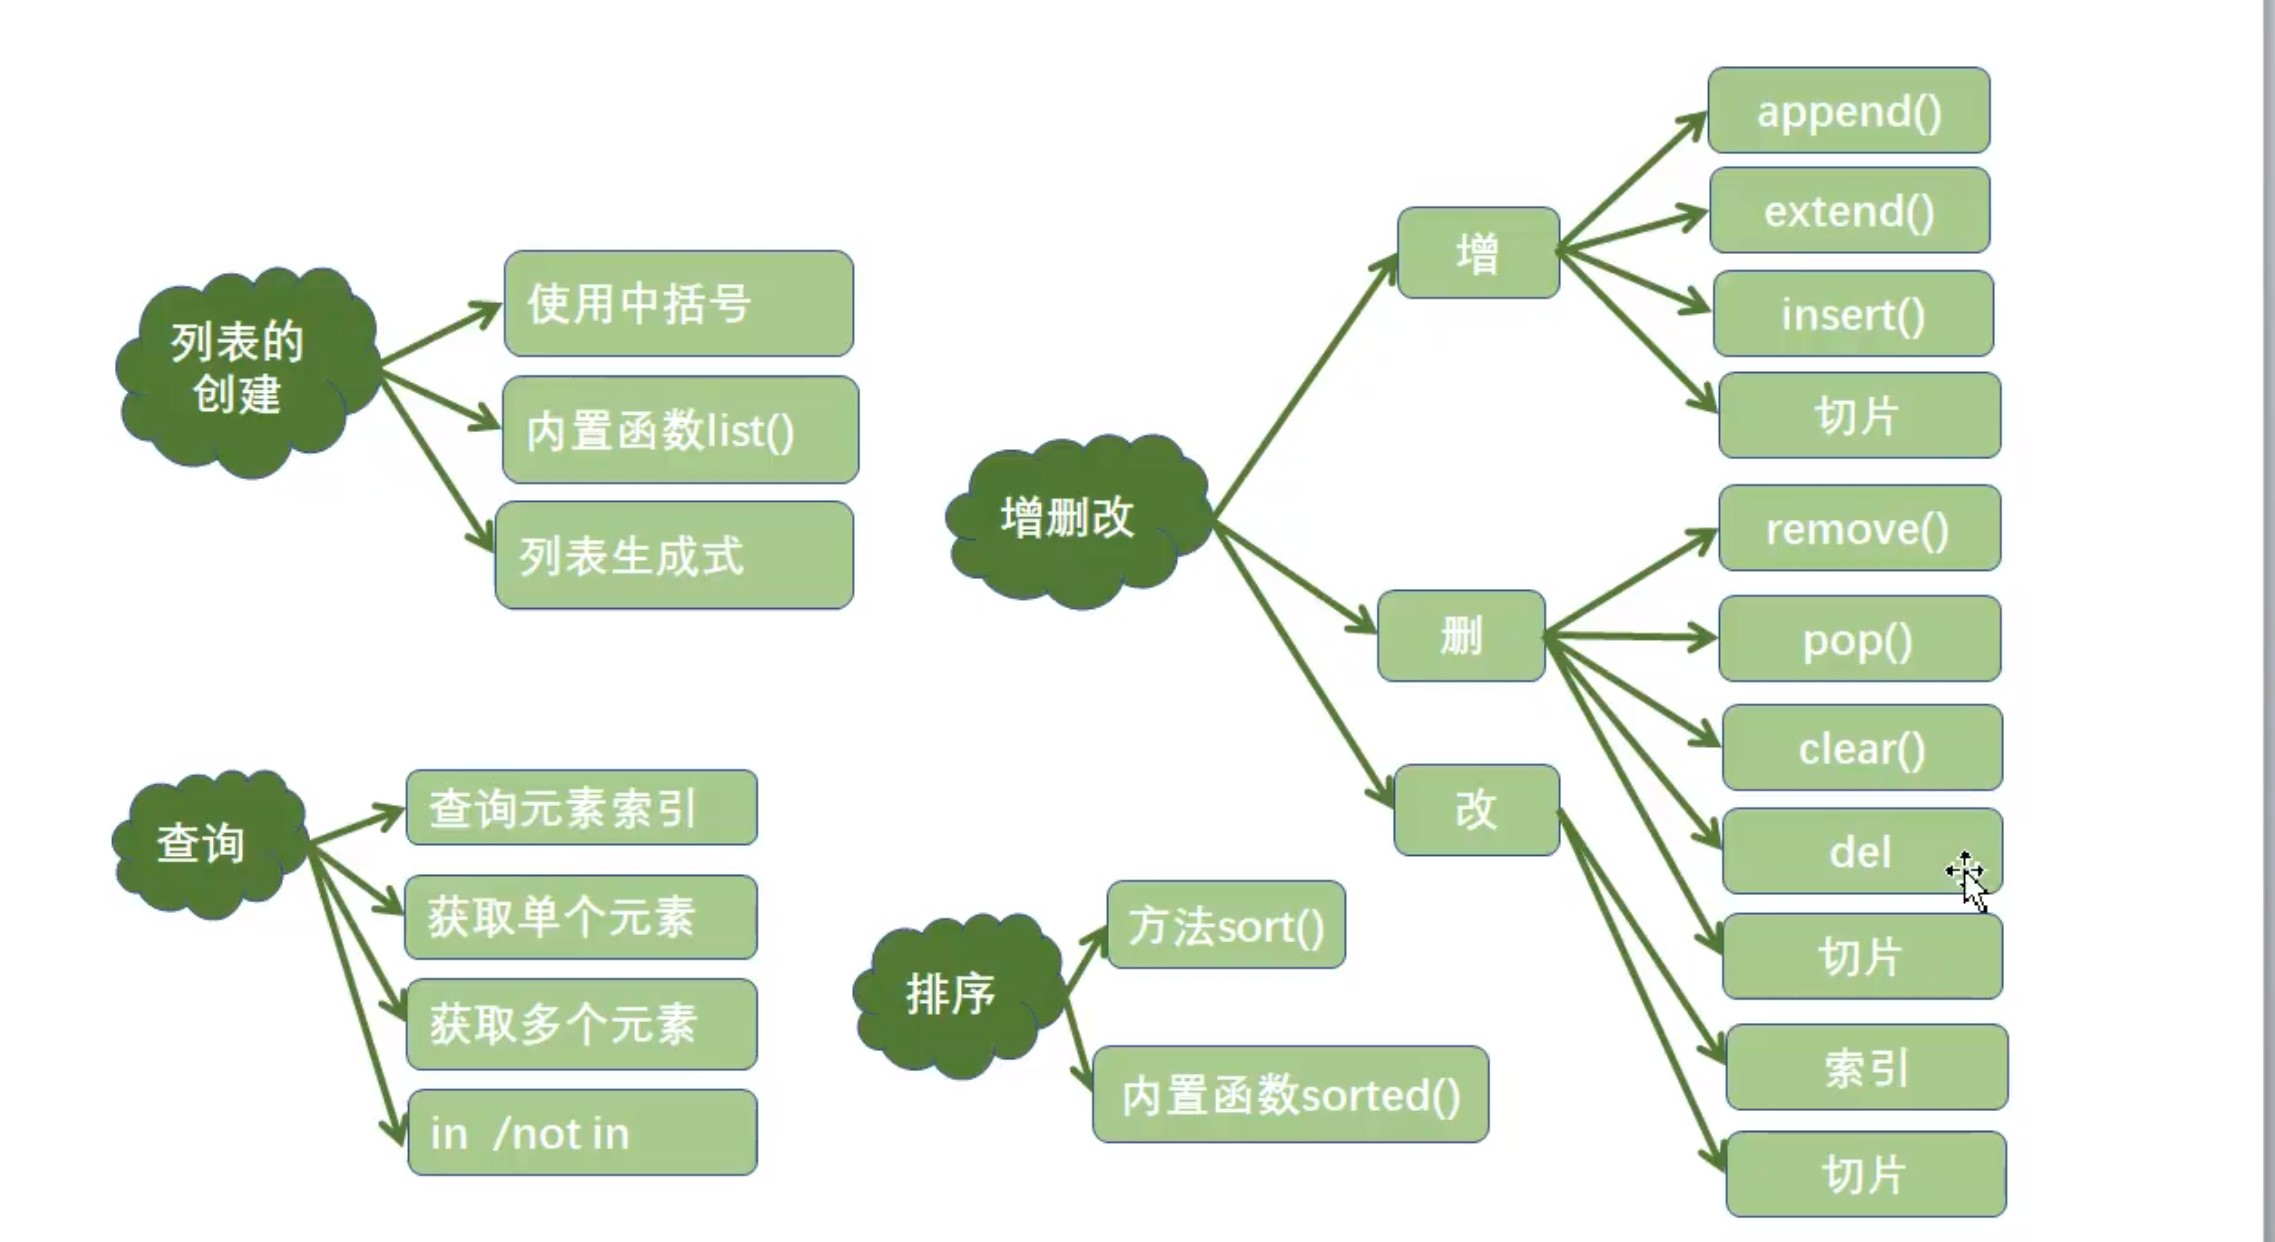 列表的
创建
使用中括号
内置函数list()
列表生成式
查询
查询元素索引
获取单个元素
获取多个元素
in /not in
增删改
增
append()
extend()
insert()
切片
删
remove()
pop()
clear()
del
切片
改
索引
切片
排序
方法sort()
内置函数sorted()